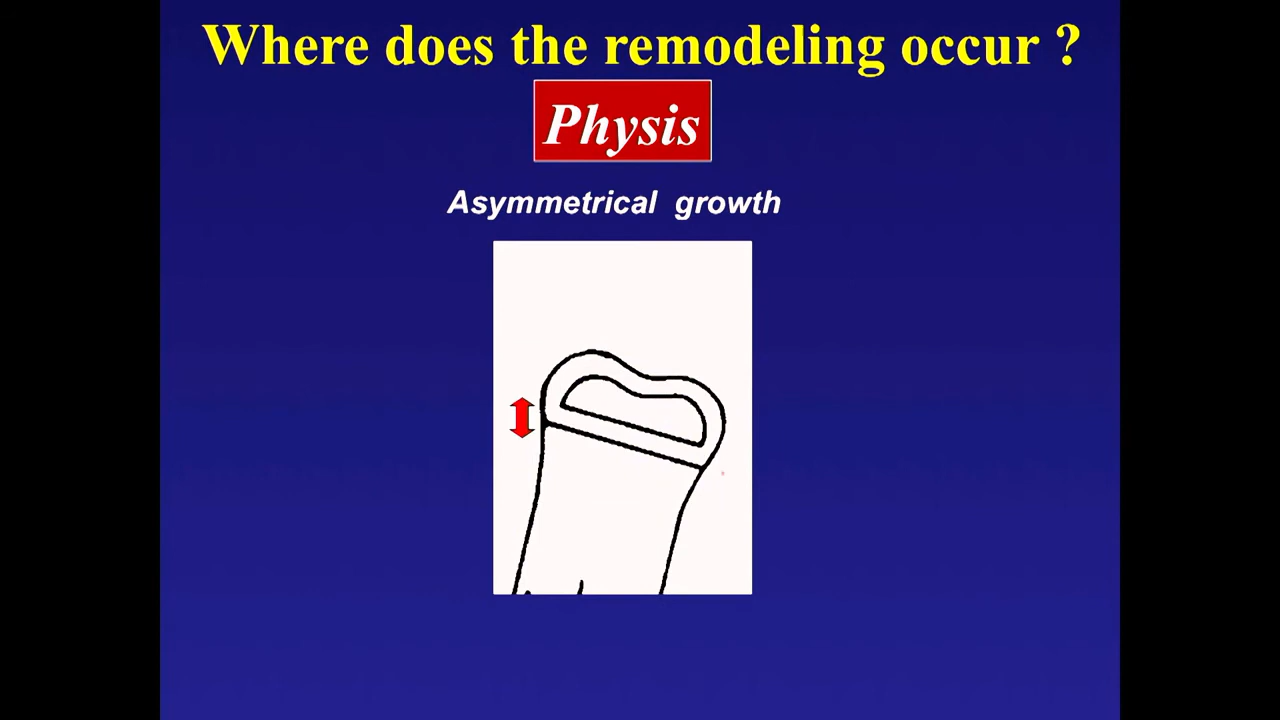 Where does the remodeling occur ?
Physis
Asymmetrical growth